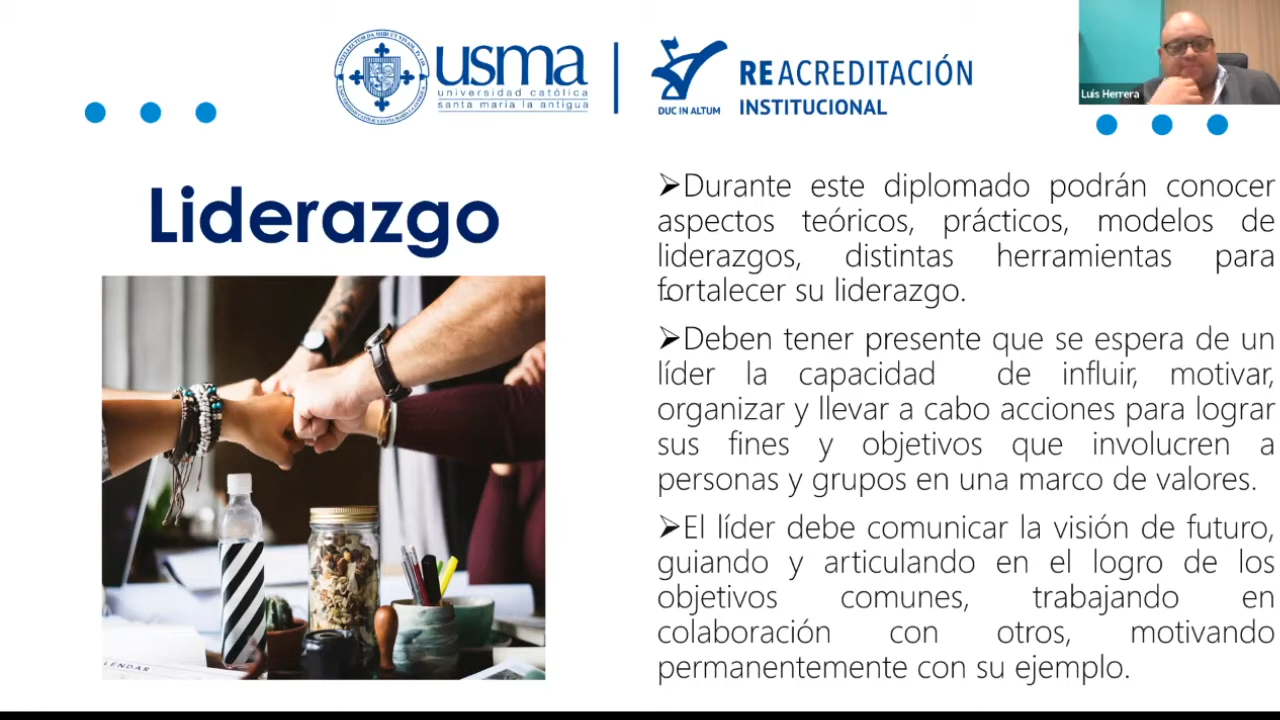 usma
universidad católica
santa maría la antigua
DUC IN ALTUM
REACREDITACIÓN
INSTITUCIONAL
Luis Herrera
Liderazgo
➢Durante este diplomado podrán conocer
aspectos teóricos, prácticos, modelos de
liderazgos, distintas herramientas para
fortalecer su liderazgo.
➢Deben tener presente que se espera de un
líder la capacidad de influir, motivar,
organizar y llevar a cabo acciones para lograr
sus fines y objetivos que involucren a
personas y grupos en una marco de valores.
➢El líder debe comunicar la visión de futuro,
guiando y articulando en el logro de los
objetivos comunes, trabajando en
colaboración con otros, motivando
permanentemente con su ejemplo.
LENDAR